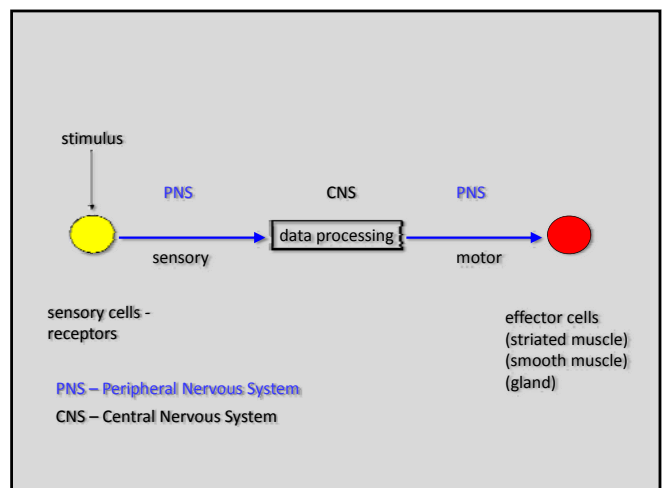 stimulus
PNS CNS PNS
data processing
sensory motor
sensory cells -
receptors
effector cells
(striated muscle)
(smooth muscle)
(gland)
PNS – Peripheral Nervous System
CNS – Central Nervous System